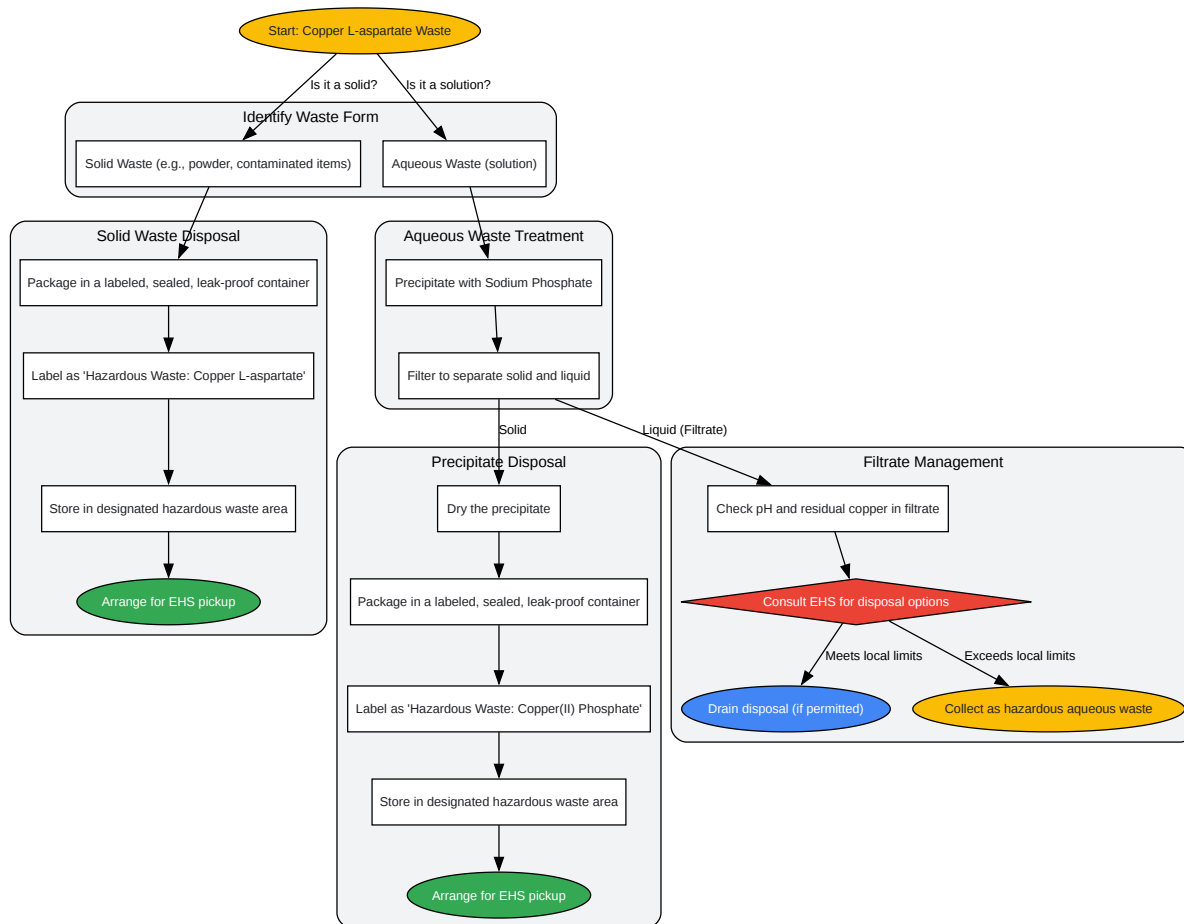 Start: Copper L-aspartate Waste
Is it a solid?
Is it a solution?
Identify Waste Form
Solid Waste (e.g., powder, contaminated items)
Aqueous Waste (solution)
Solid Waste Disposal
Package in a labeled, sealed, leak-proof container
Label as 'Hazardous Waste: Copper L-aspartate'
Store in designated hazardous waste area
Arrange for EHS pickup
Aqueous Waste Treatment
Precipitate with Sodium Phosphate
Filter to separate solid and liquid
Solid
Liquid (Filtrate)
Precipitate Disposal
Dry the precipitate
Package in a labeled, sealed, leak-proof container
Label as 'Hazardous Waste: Copper(II) Phosphate'
Store in designated hazardous waste area
Arrange for EHS pickup
Filtrate Management
Check pH and residual copper in filtrate
Consult EHS for disposal options
Meets local limits
Exceeds local limits
Drain disposal (if permitted)
Collect as hazardous aqueous waste